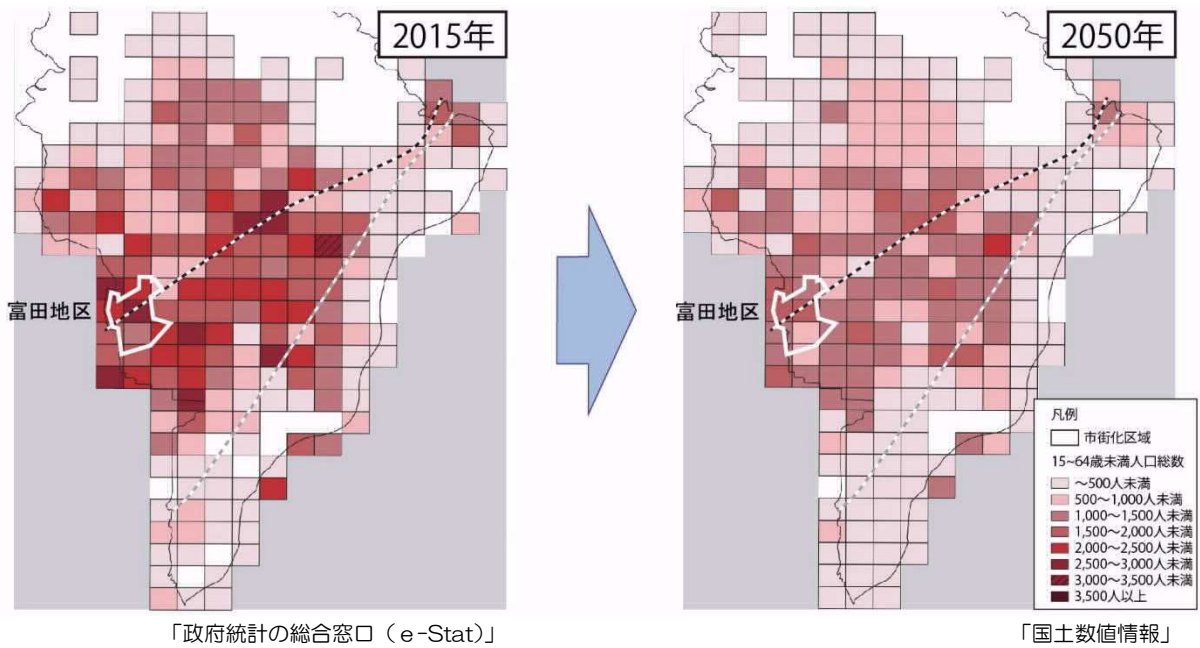 2015年
2050年
富田地区
富田地区
凡例
市街化区域
15~64歳未満人口総数
～500人未満
500～1,000人未満
1,000～1,500人未満
1,500～2,000人未満
2,000～2,500人未満
2,500～3,000人未満
3,000～3,500人未満
3,500人以上
「政府統計の総合窓口（e-Stat）」
「国土数値情報」